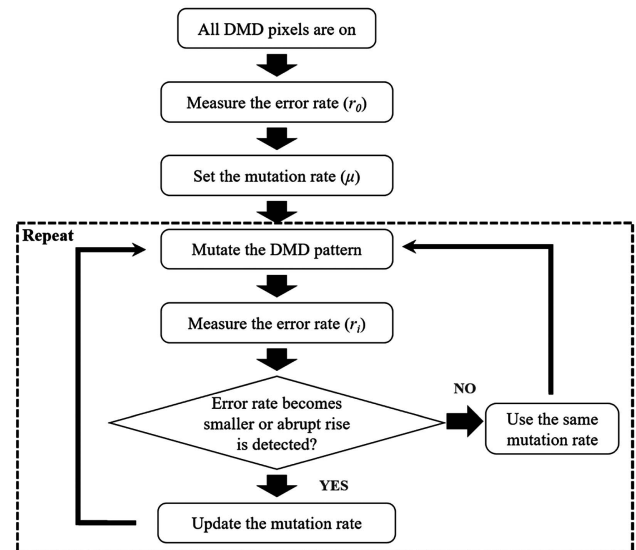 All DMD pixels are on
Measure the error rate (r₀)
Set the mutation rate (μ)
Repeat
Mutate the DMD pattern
Measure the error rate (rᵢ)
Error rate becomes
smaller or abrupt rise
is detected?
NO
Use the same
mutation rate
YES
Update the mutation rate